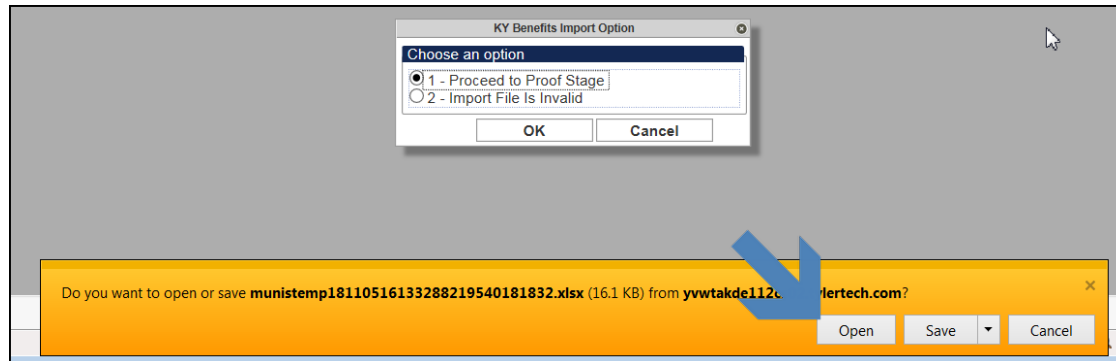 KY Benefits Import Option
Choose an option
1 - Proceed to Proof Stage
2 - Import File Is Invalid
OK Cancel
Do you want to open or save munistemp18110516133288219540181832.xlsx (16.1 KB) from
Open Save Cancel